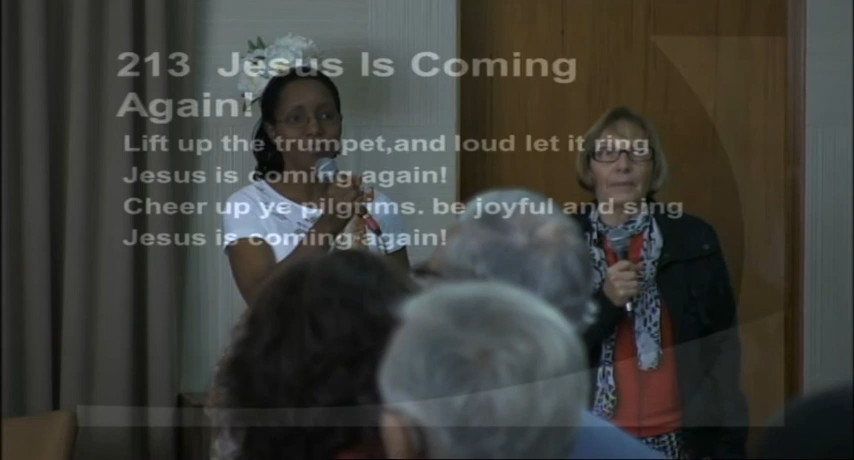 213 Jesus Is Coming
Again!
Lift up the trumpet,and loud let it ring
Jesus is coming again!
Cheer up ye pilgrims. be joyful and sing
Jesus is coming again!